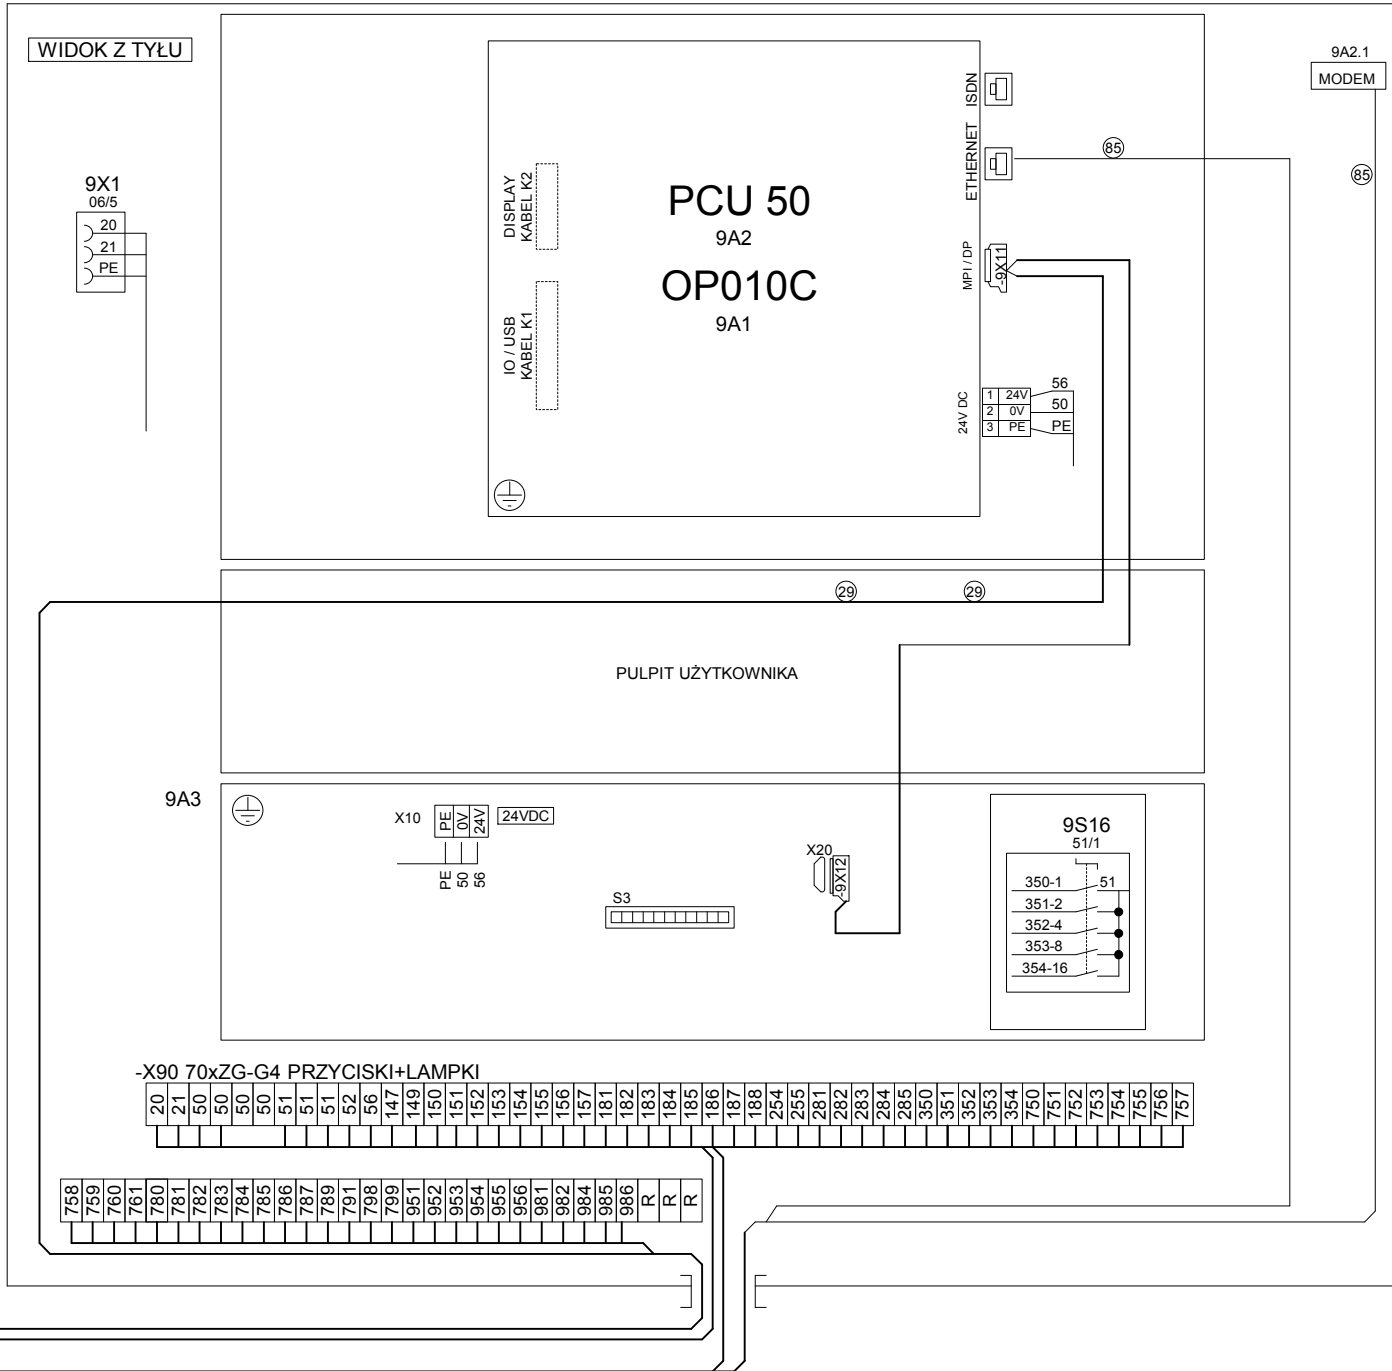 WIDOK Z TYŁU
9A2.1
MODEM
ISDN
ETHERNET
85
85
9X1
06/5
20
21
PE
DISPLAY
KABEL K2
PCU 50
9A2
OP010C
9A1
IO / USB
KABEL K1
MPI / DP
-9X11
24V DC
1 24V 56
2 0V 50
3 PE PE
29 29
PULPIT UŻYTKOWNIKA
9A3
X10
PE 0V 24V
24VDC
PE 50 56
S3
X20
-9X12
9S16
51/1
350-1 51
351-2
352-4
353-8
354-16
-X90 70xZG-G4 PRZYCISKI+LAMPKI
20 21 50 50 50 50 51 51 51 52 56 147 149 150 151 152 153 154 155 156 157 181 182 183 184 185 186 187 188 254 255 281 282 283 284 285 350 351 352 353 354 750 751 752 753 754 755 756 757
758 759 760 761 780 781 782 783 784 785 786 787 789 791 798 799 951 952 953 954 955 956 981 982 984 985 986 R R R